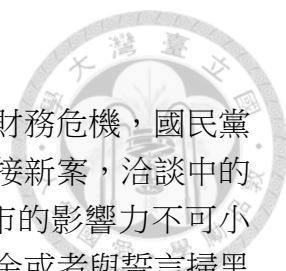 財務危機，國民黨
接新案，洽談中的
市的影響力不可小
金或者與誓言掃黑